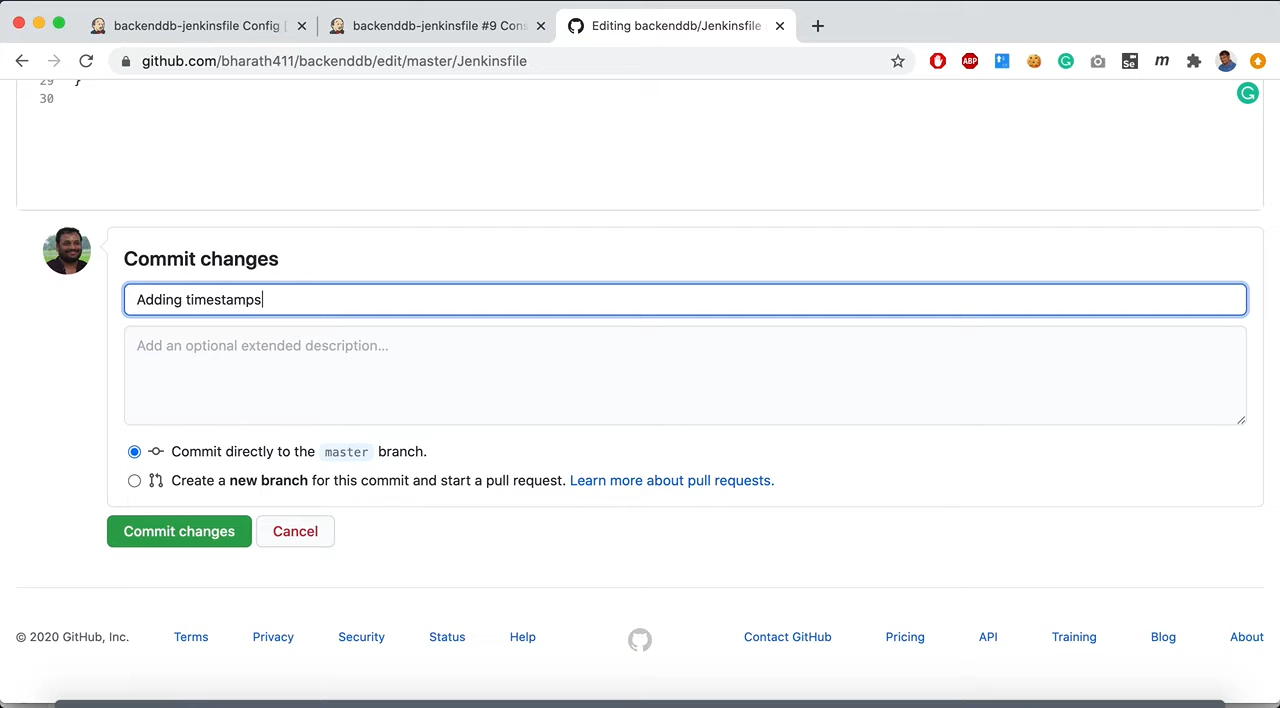 backenddb-jenkinsfile Config [
backenddb-jenkinsfile #9 Cons
Editing backenddb/Jenkinsfile
github.com/bharath411/backenddb/edit/master/Jenkinsfile
ABP
Se
m
29 }
30
Commit changes
Adding timestamps
Add an optional extended description...
Commit directly to the master branch.
Create a new branch for this commit and start a pull request. Learn more about pull requests.
Commit changes
Cancel
© 2020 GitHub, Inc.
Terms
Privacy
Security
Status
Help
Contact GitHub
Pricing
API
Training
Blog
About